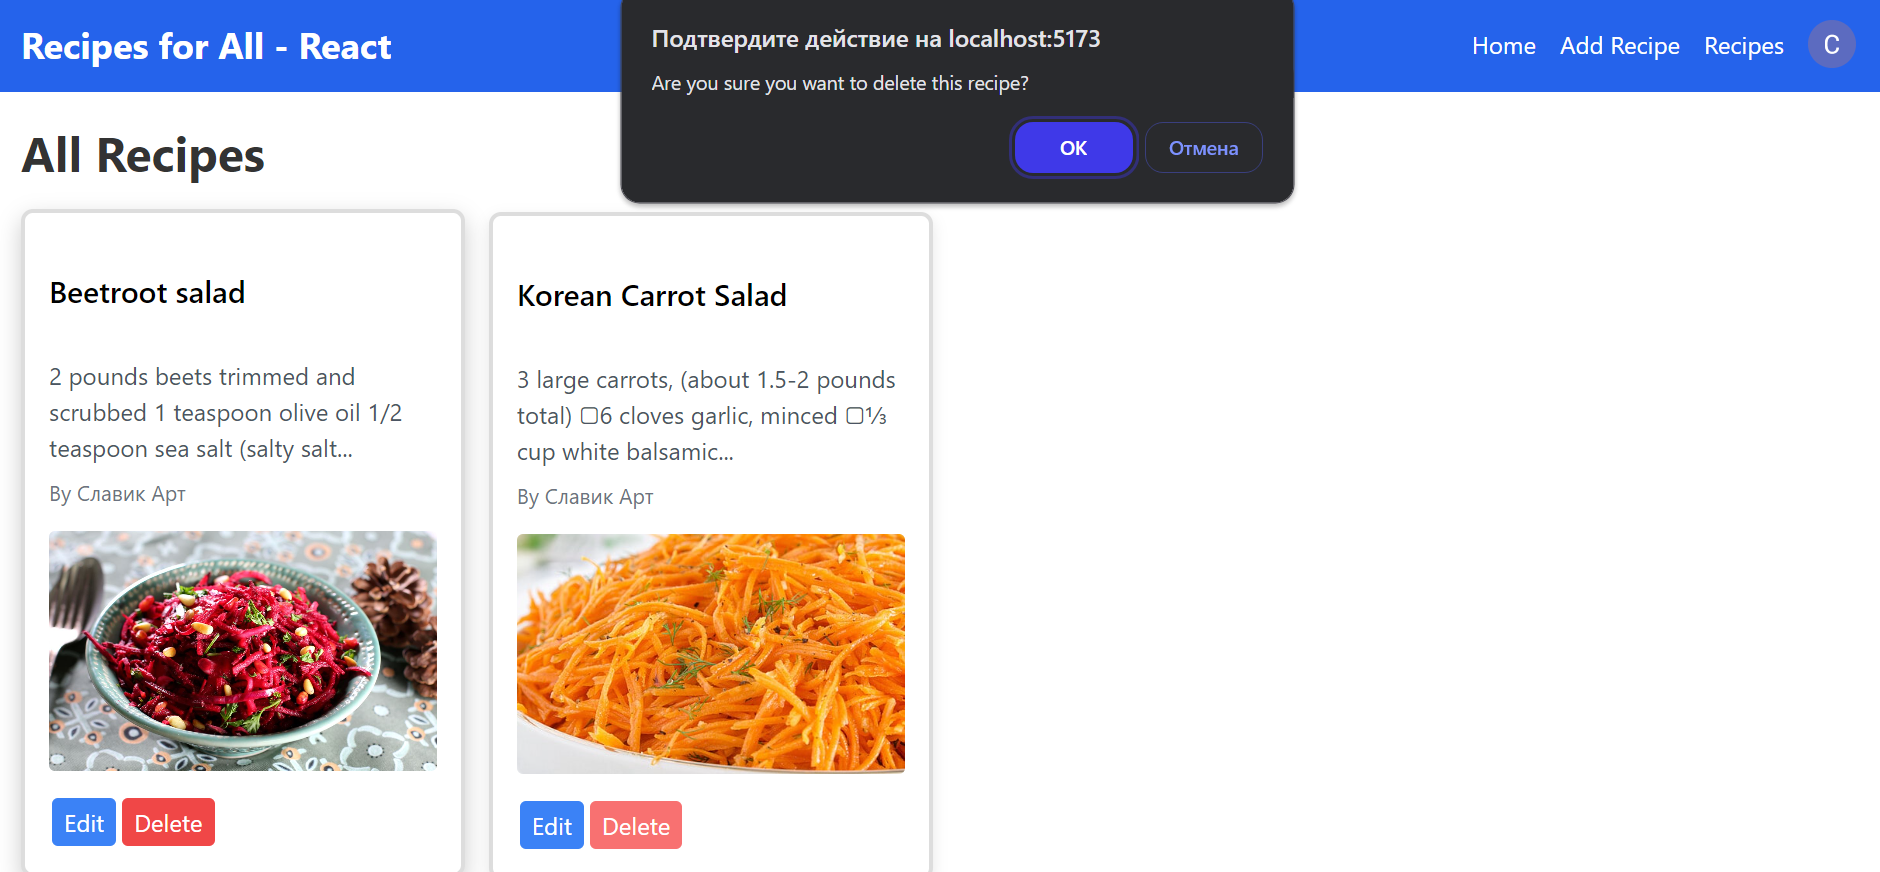 Recipes for All - React
Home
Add Recipe
Recipes
С
Подтвердите действие на localhost:5173
Are you sure you want to delete this recipe?
ОК
Отмена
All Recipes
Beetroot salad
2 pounds beets trimmed and
scrubbed 1 teaspoon olive oil 1/2
teaspoon sea salt (salty salt...
By Славик Арт
Edit
Delete
Korean Carrot Salad
3 large carrots, (about 1.5-2 pounds
total) ▢6 cloves garlic, minced ▢⅓
cup white balsamic...
By Славик Арт
Edit
Delete